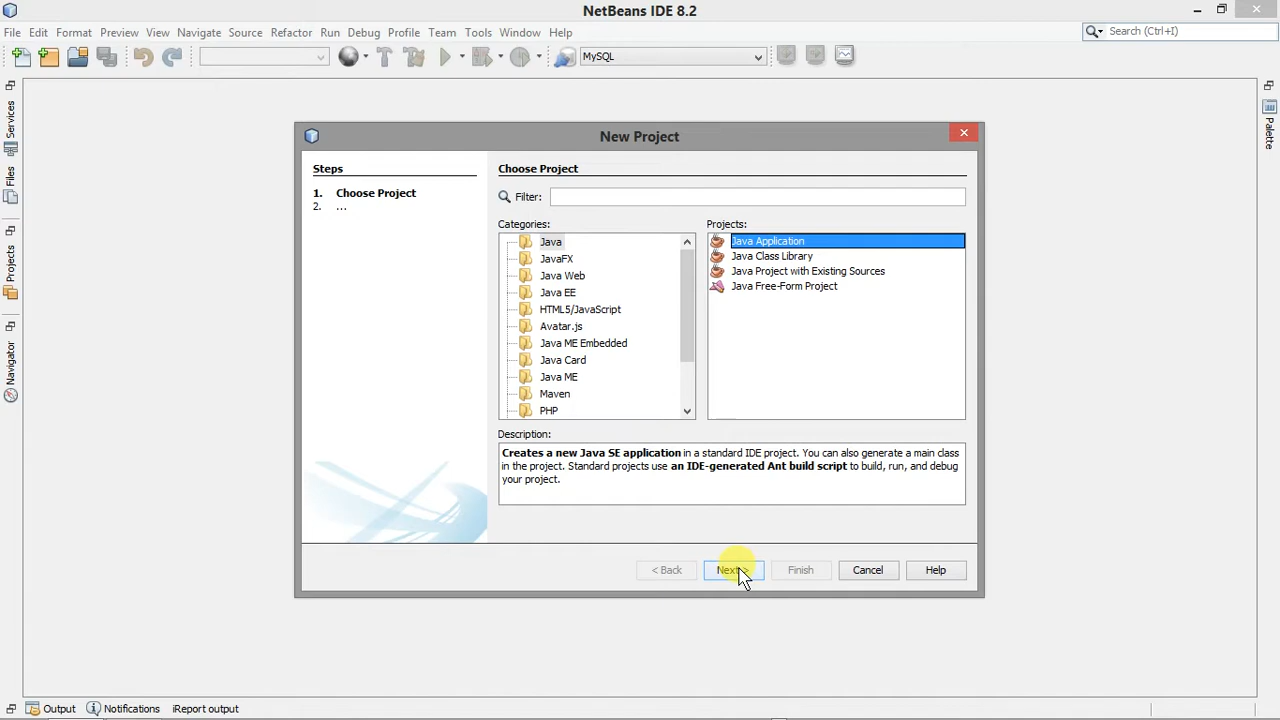 NetBeans IDE 8.2
File Edit Format Preview View Navigate Source Refactor Run Debug Profile Team Tools Window Help
Search (Ctrl+I)
MySQL
Services
Files
Projects
Navigator
Palette
New Project
Steps
1. Choose Project
2. ...
Choose Project
Filter:
Categories:
Java
JavaFX
Java Web
Java EE
HTML5/JavaScript
Avatar.js
Java ME Embedded
Java Card
Java ME
Maven
PHP
Projects:
Java Application
Java Class Library
Java Project with Existing Sources
Java Free-Form Project
Description:
Creates a new Java SE application in a standard IDE project. You can also generate a main class
in the project. Standard projects use an IDE-generated Ant build script to build, run, and debug
your project.
< Back Next > Finish Cancel Help
Output Notifications iReport output